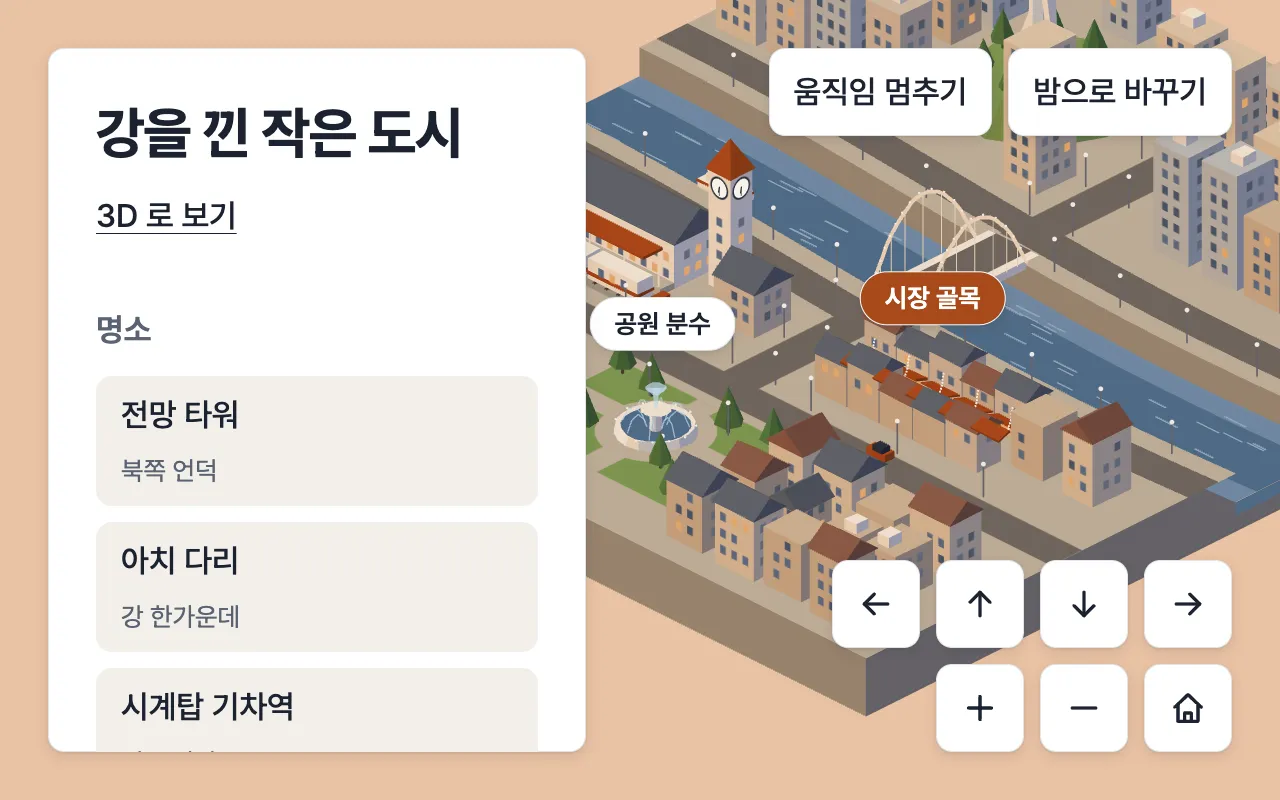 강을 낀 작은 도시
3D 로 보기
명소
전망 타워
북쪽 언덕
아치 다리
강 한가운데
시계탑 기차역
움직임 멈추기
밤으로 바꾸기
시장 골목
공원 분수